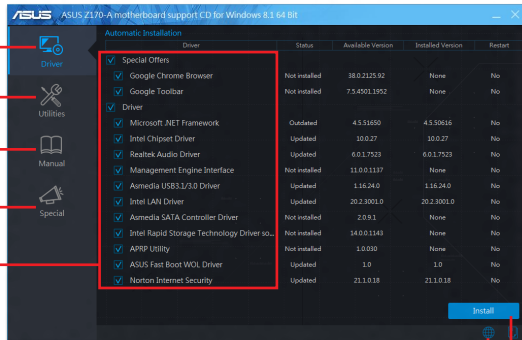 ASUS ASUS Z170-A motherboard support CD for Windows 8.1 64 Bit
Automatic Installation
Driver Status Available Version Installed Version Restart
Special Offers
Google Chrome Browser Not installed 38.0.2125.92 None No
Google Toolbar Not installed 7.5.4501.1952 None No
Driver
Microsoft .NET Framework Outdated 4.5.51650 4.5.50616 No
Intel Chipset Driver Updated 10.0.27 10.0.27 No
Realtek Audio Driver Updated 6.0.1.7523 6.0.1.7523 No
Management Engine Interface Not installed 11.0.0.1137 None No
Asmedia USB3.1/3.0 Driver Updated 1.16.24.0 1.16.24.0 No
Intel LAN Driver Updated 20.2.3001.0 20.2.3001.0 No
Asmedia SATA Controller Driver Not installed 2.0.9.1 None No
Intel Rapid Storage Technology Driver so... Not installed 14.0.0.1143 None No
APRP Utility Not installed 1.0.030 None No
ASUS Fast Boot WOL Driver Updated 1.0 1.0 No
Norton Internet Security Updated 21.1.0.18 21.1.0.18 No
Driver
Utilities
Manual
Special
Install